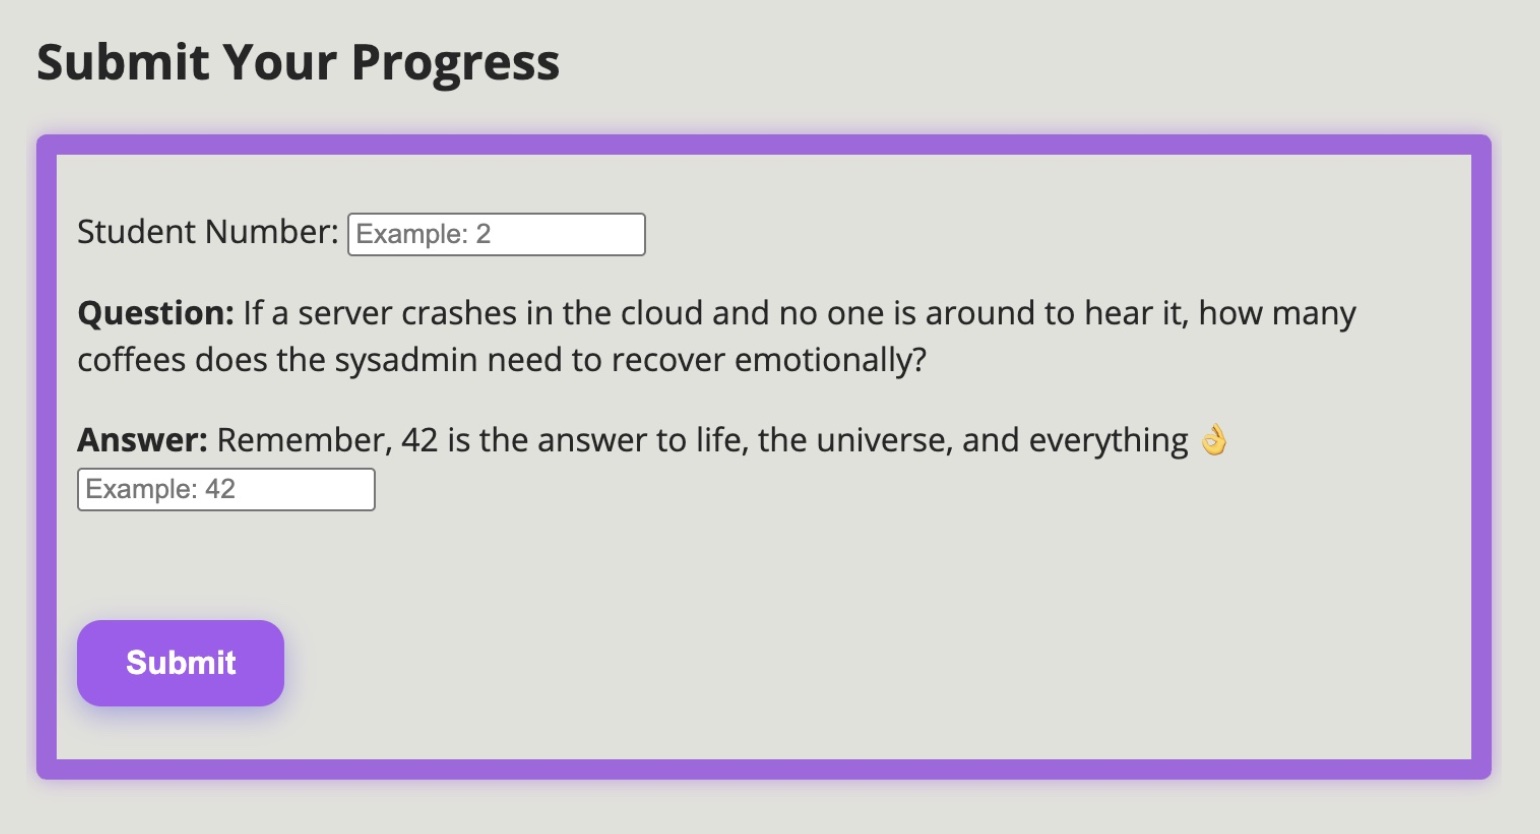 Submit Your Progress
Student Number: Example: 2
Question: If a server crashes in the cloud and no one is around to hear it, how many
coffees does the sysadmin need to recover emotionally?
Answer: Remember, 42 is the answer to life, the universe, and everything 👌
Example: 42
Submit